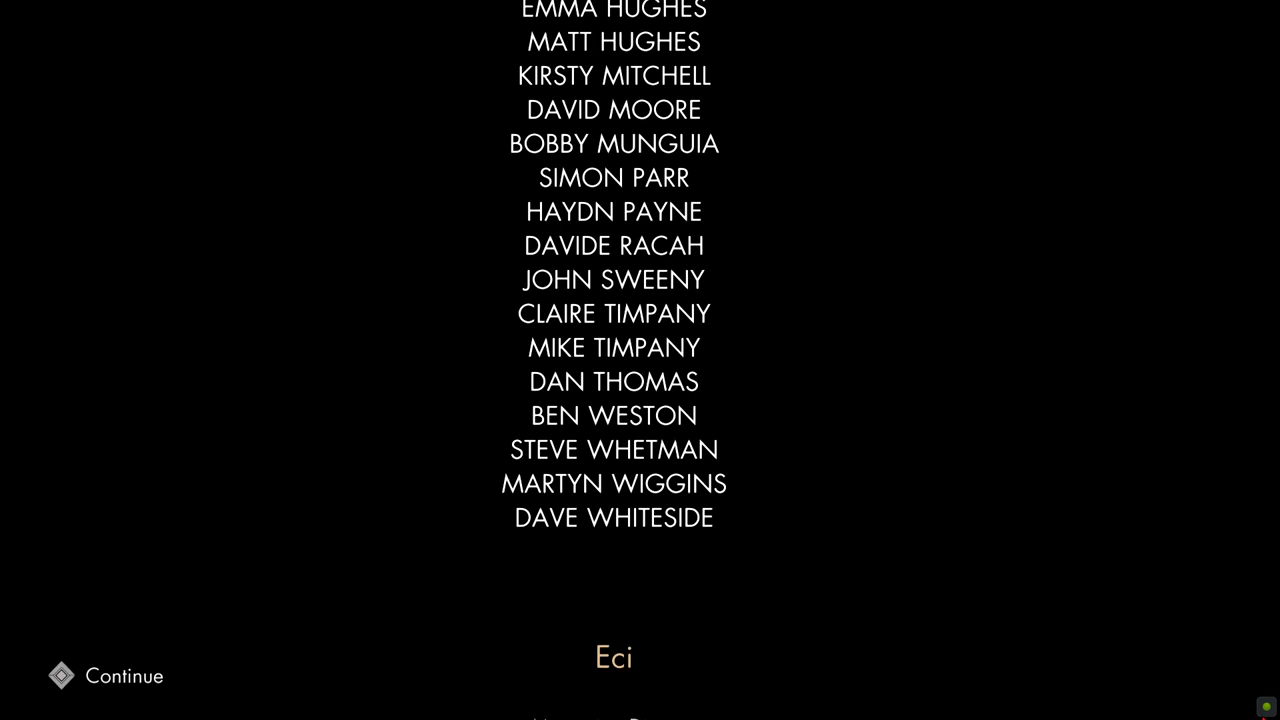 EMMA HUGHES
MATT HUGHES
KIRSTY MITCHELL
DAVID MOORE
BOBBY MUNGUIA
SIMON PARR
HAYDN PAYNE
DAVIDE RACAH
JOHN SWEENY
CLAIRE TIMPANY
MIKE TIMPANY
DAN THOMAS
BEN WESTON
STEVE WHETMAN
MARTYN WIGGINS
DAVE WHITESIDE
Eci
Continue